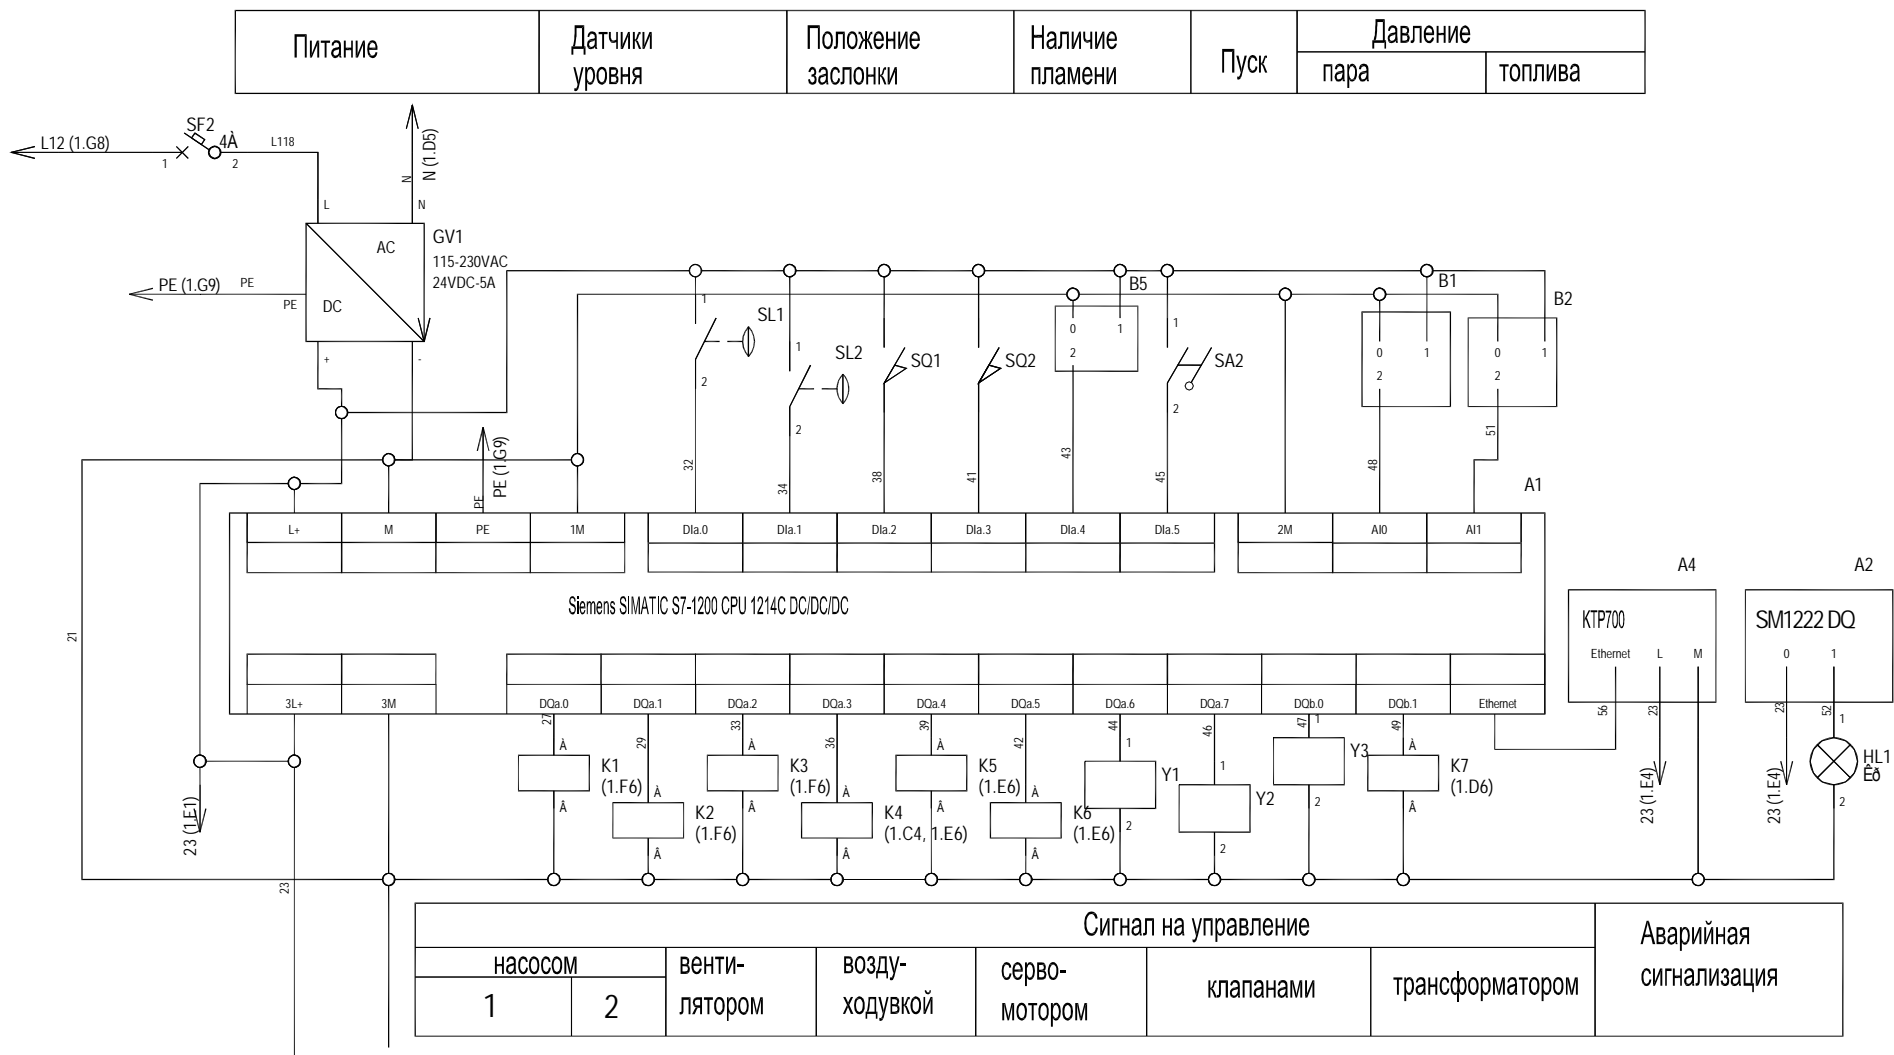 Питание
Датчики
уровня
Положение
заслонки
Наличие
пламени
Пуск
Давление
пара
топлива
SF2
4À
L12 (1.G8)
1
2
L118
N
N (1.D5)
L
N
AC
DC
GV1
115-230VAC
24VDC-5A
PE (1.G9)
PE
PE
+
-
1
SL1
2
1
SL2
2
SQ1
SQ2
B5
0
1
2
1
SA2
2
B1
0
1
2
B2
0
1
2
PE
PE (1.G9)
32
34
38
41
43
45
48
51
A1
L+
M
PE
1M
DIa.0
DIa.1
DIa.2
DIa.3
DIa.4
DIa.5
2M
AI0
AI1
Siemens SIMATIC S7-1200 CPU 1214C DC/DC/DC
21
3L+
3M
DQa.0
DQa.1
DQa.2
DQa.3
DQa.4
DQa.5
DQa.6
DQa.7
DQb.0
DQb.1
Ethernet
A4
KTP700
Ethernet
L
M
A2
SM1222 DQ
0
1
27
29
33
36
39
42
44
46
47
49
56
23
23
52
À
K1
(1.F6)
Â
À
K2
(1.F6)
Â
À
K3
(1.F6)
Â
À
K4
(1.C4, 1.E6)
Â
À
K5
(1.E6)
Â
À
K6
(1.E6)
Â
1
Y1
2
1
Y2
2
1
Y3
2
À
K7
(1.D6)
Â
23 (1.E4)
23 (1.E4)
1
HL1
Êð
2
23 (1.E1)
23
Сигнал на управление
насосом
1
2
венти-
лятором
возду-
ходувкой
серво-
мотором
клапанами
трансформатором
Аварийная
сигнализация